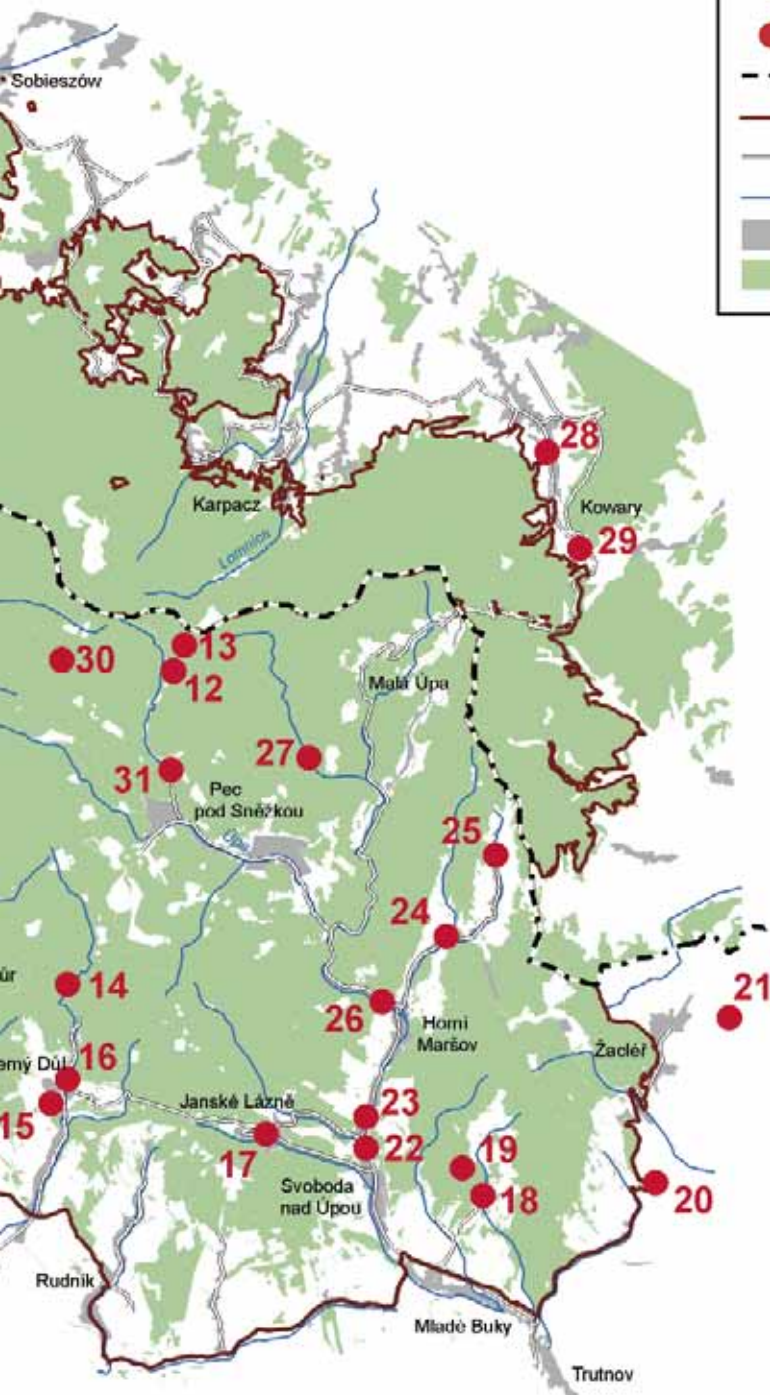 Sobieszów
28
Karpacz
Kowary
29
Lomnica
13
30
12
Malá Úpa
27
31
Pec
pod Sněžkou
25
24
14
21
26
Horní
Maršov
Žacléř
16
Janské Lázně
23
15
22
17
19
Svoboda
nad Úpou
18
20
Rudník
Mladé Buky
Trutnov